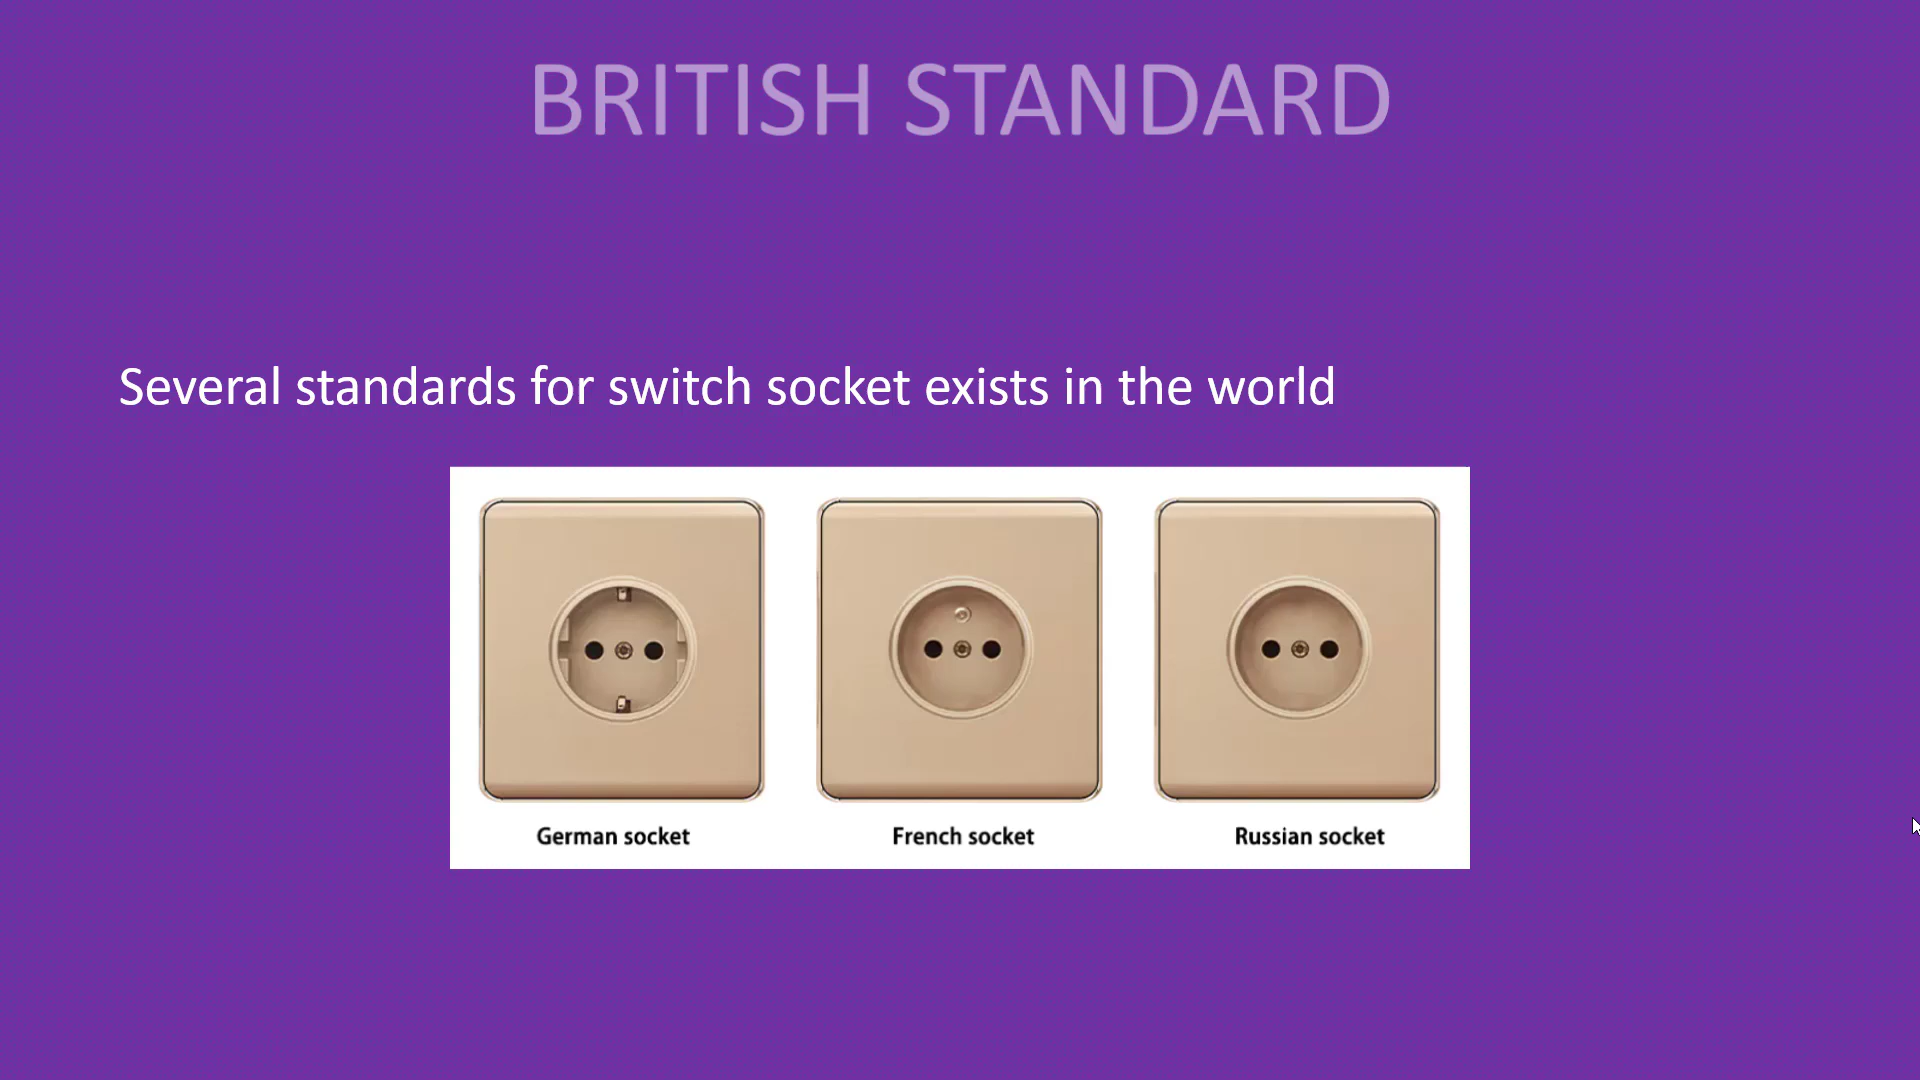 BRITISH STANDARD
Several standards for switch socket exists in the world
German socket
French socket
Russian socket